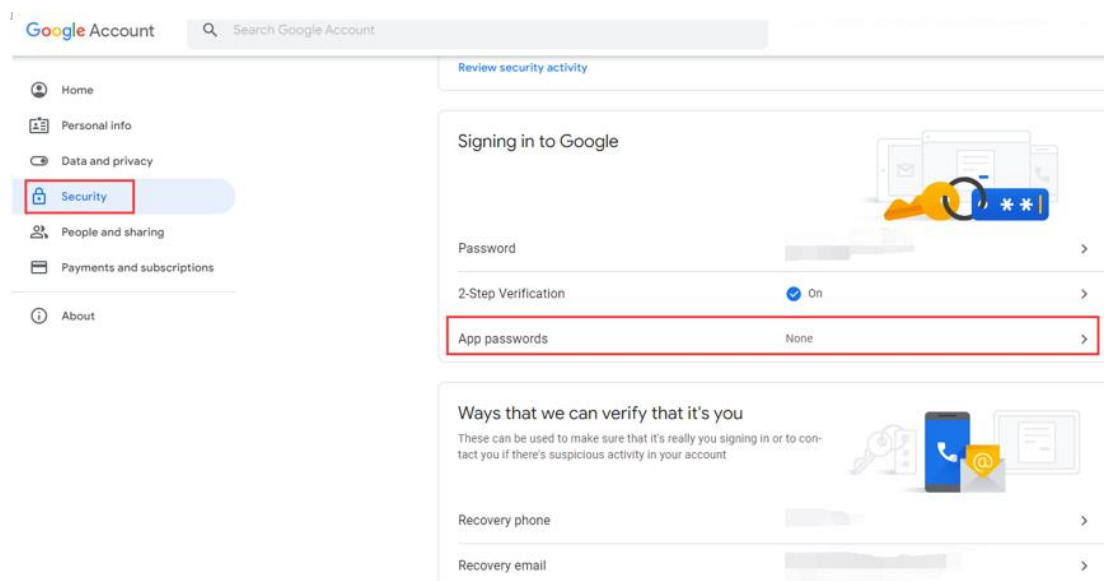 Google Account
Search Google Account
Home
Personal info
Data and privacy
Security
People and sharing
Payments and subscriptions
About
Review security activity
Signing in to Google
**
Password
2-Step Verification
On
App passwords
None
Ways that we can verify that it's you
These can be used to make sure that it's really you signing in or to con-
tact you if there's suspicious activity in your account
@
Recovery phone
Recovery email